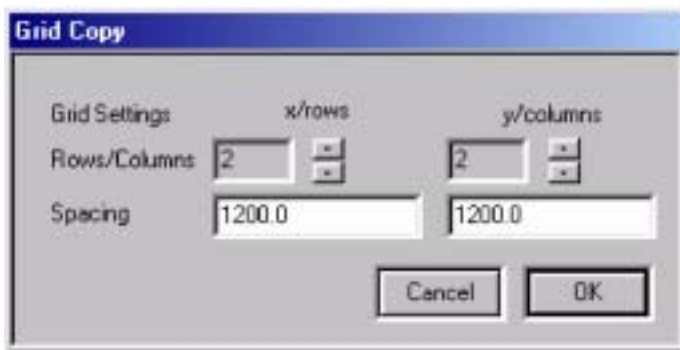 Grid Copy
Grid Settings x/rows y/columns
Rows/Columns 2 2
Spacing 1200.0 1200.0
Cancel OK